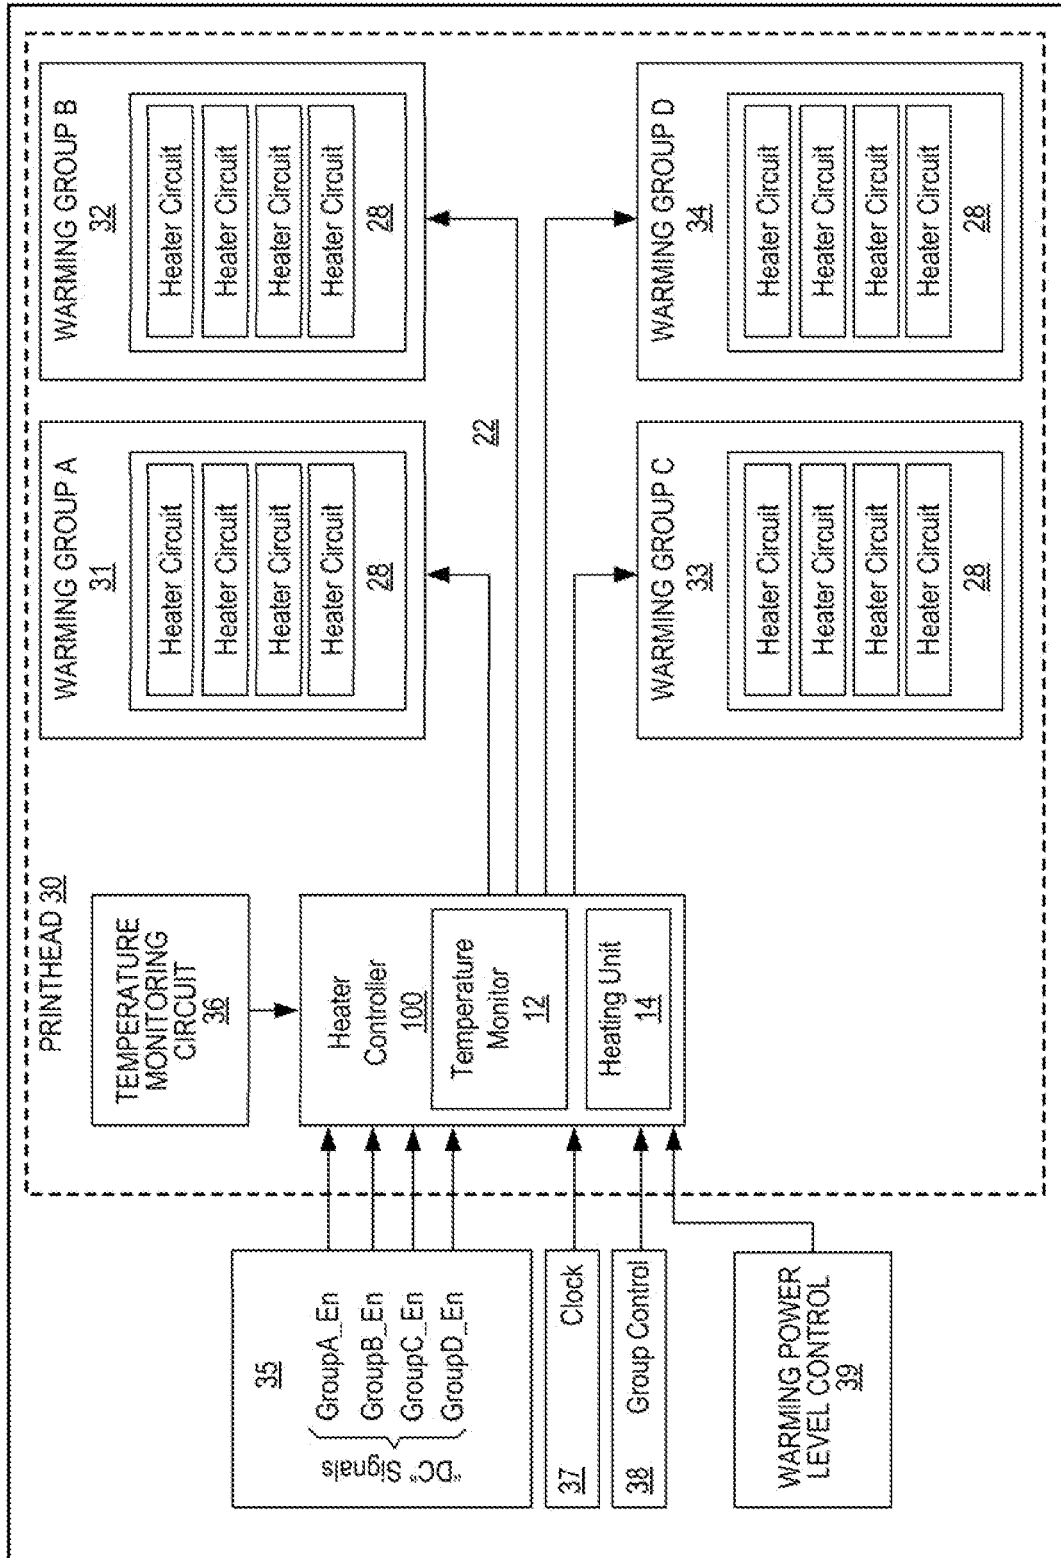 PRINTHEAD 30
TEMPERATURE
MONITORING
CIRCUIT
36
WARMING GROUP A
31
Heater Circuit
Heater Circuit
Heater Circuit
Heater Circuit
28
WARMING GROUP B
32
Heater Circuit
Heater Circuit
Heater Circuit
Heater Circuit
28
35
"DC" Signals
GroupA_En
GroupB_En
GroupC_En
GroupD_En
Heater
Controller
100
Temperature
Monitor
12
Heating Unit
14
22
37 Clock
38 Group Control
WARMING POWER
LEVEL CONTROL
39
WARMING GROUP C
33
Heater Circuit
Heater Circuit
Heater Circuit
Heater Circuit
28
WARMING GROUP D
34
Heater Circuit
Heater Circuit
Heater Circuit
Heater Circuit
28